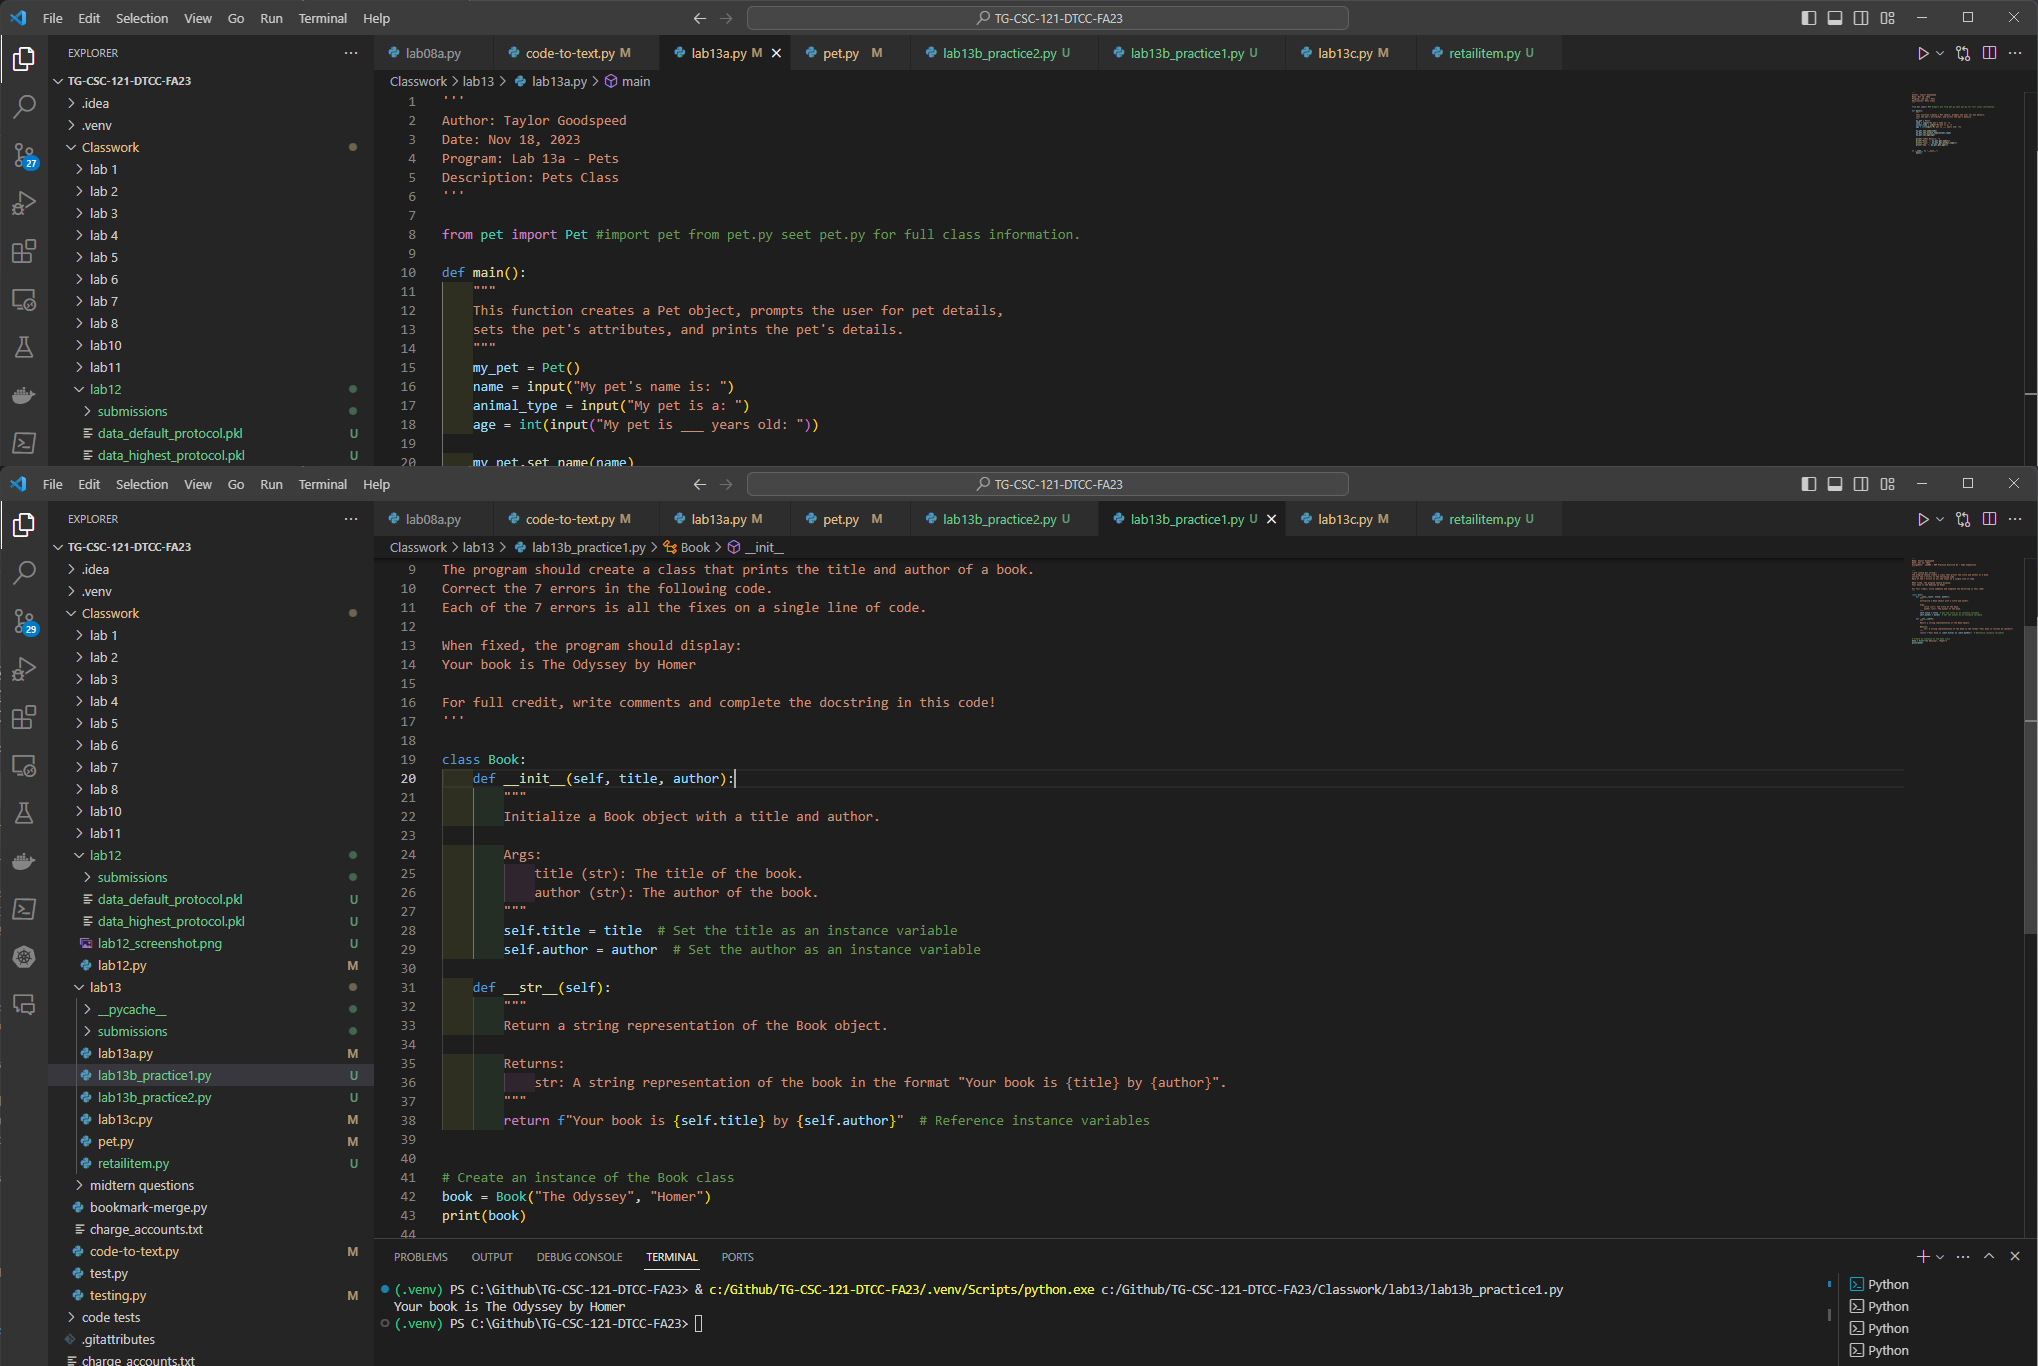 File Edit Selection View Go Run Terminal Help
TG-CSC-121-DTCC-FA23
EXPLORER
TG-CSC-121-DTCC-FA23
.idea
.venv
Classwork
lab 1
lab 2
lab 3
lab 4
lab 5
lab 6
lab 7
lab 8
lab10
lab11
lab12
submissions
data_default_protocol.pkl U
data_highest_protocol.pkl U
27
lab08a.py code-to-text.py M lab13a.py M pet.py M lab13b_practice2.py U lab13b_practice1.py U lab13c.py M retailitem.py U
Classwork > lab13 > lab13a.py > main
1 '''
2 Author: Taylor Goodspeed
3 Date: Nov 18, 2023
4 Program: Lab 13a - Pets
5 Description: Pets Class
6 '''
7
8 from pet import Pet #import pet from pet.py seet pet.py for full class information.
9
10 def main():
11 """
12 This function creates a Pet object, prompts the user for pet details,
13 sets the pet's attributes, and prints the pet's details.
14 """
15 my_pet = Pet()
16 name = input("My pet's name is: ")
17 animal_type = input("My pet is a: ")
18 age = int(input("My pet is ___ years old: "))
19
20 my_pet.set_name(name)
File Edit Selection View Go Run Terminal Help
TG-CSC-121-DTCC-FA23
EXPLORER
TG-CSC-121-DTCC-FA23
.idea
.venv
Classwork
lab 1
lab 2
lab 3
lab 4
lab 5
lab 6
lab 7
lab 8
lab10
lab11
lab12
submissions
data_default_protocol.pkl U
data_highest_protocol.pkl U
lab12_screenshot.png U
lab12.py M
lab13
__pycache__
submissions
lab13a.py M
lab13b_practice1.py U
lab13b_practice2.py U
lab13c.py M
pet.py M
retailitem.py U
midtern questions
bookmark-merge.py
charge_accounts.txt
code-to-text.py M
test.py
testing.py M
code tests
.gitattributes
charge_accounts.txt
29
lab08a.py code-to-text.py M lab13a.py M pet.py M lab13b_practice2.py U lab13b_practice1.py U lab13c.py M retailitem.py U
Classwork > lab13 > lab13b_practice1.py > Book > __init__
9 The program should create a class that prints the title and author of a book.
10 Correct the 7 errors in the following code.
11 Each of the 7 errors is all the fixes on a single line of code.
12
13 When fixed, the program should display:
14 Your book is The Odyssey by Homer
15
16 For full credit, write comments and complete the docstring in this code!
17 '''
18
19 class Book:
20 def __init__(self, title, author):
21 """
22 Initialize a Book object with a title and author.
23
24 Args:
25 title (str): The title of the book.
26 author (str): The author of the book.
27 """
28 self.title = title # Set the title as an instance variable
29 self.author = author # Set the author as an instance variable
30
31 def __str__(self):
32 """
33 Return a string representation of the Book object.
34
35 Returns:
36 str: A string representation of the book in the format "Your book is {title} by {author}".
37 """
38 return f"Your book is {self.title} by {self.author}" # Reference instance variables
39
40
41 # Create an instance of the Book class
42 book = Book("The Odyssey", "Homer")
43 print(book)
44
PROBLEMS OUTPUT DEBUG CONSOLE TERMINAL PORTS
(.venv) PS C:\Github\TG-CSC-121-DTCC-FA23> & c:/Github/TG-CSC-121-DTCC-FA23/.venv/Scripts/python.exe c:/Github/TG-CSC-121-DTCC-FA23/Classwork/lab13/lab13b_practice1.py
Your book is The Odyssey by Homer
(.venv) PS C:\Github\TG-CSC-121-DTCC-FA23>
Python
Python
Python
Python